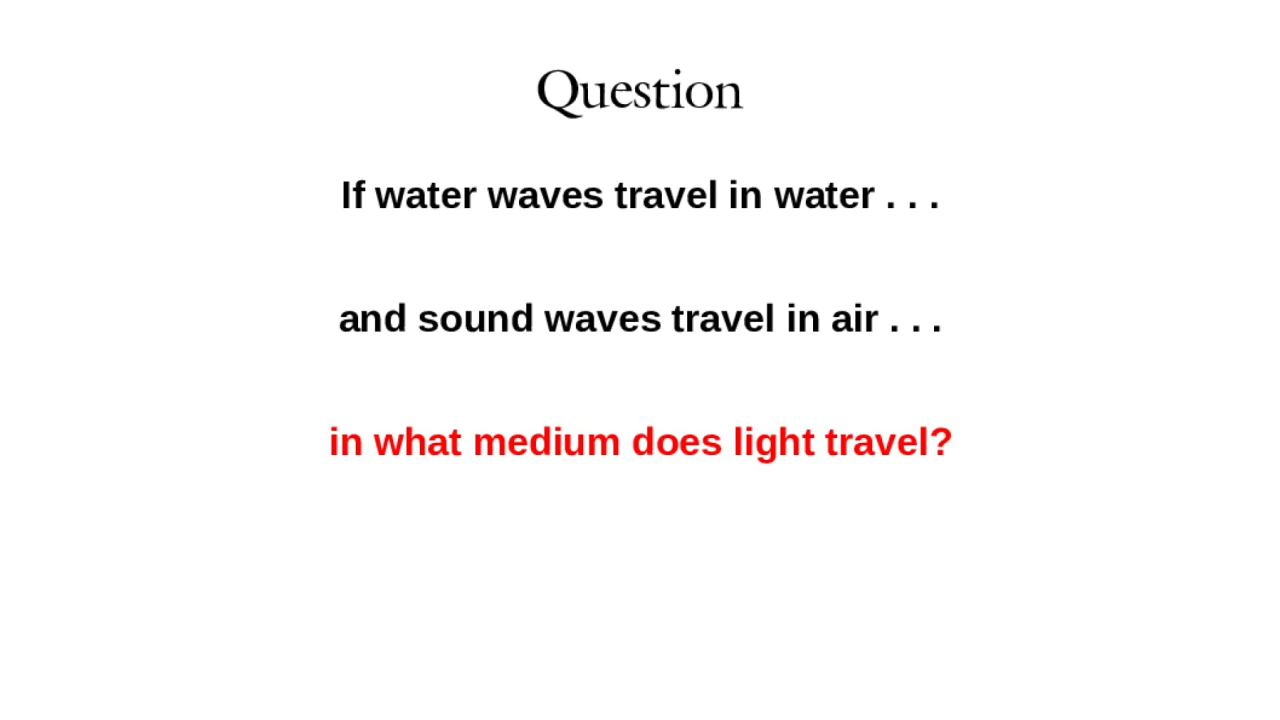 Question
If water waves travel in water . . .
and sound waves travel in air . . .
in what medium does light travel?